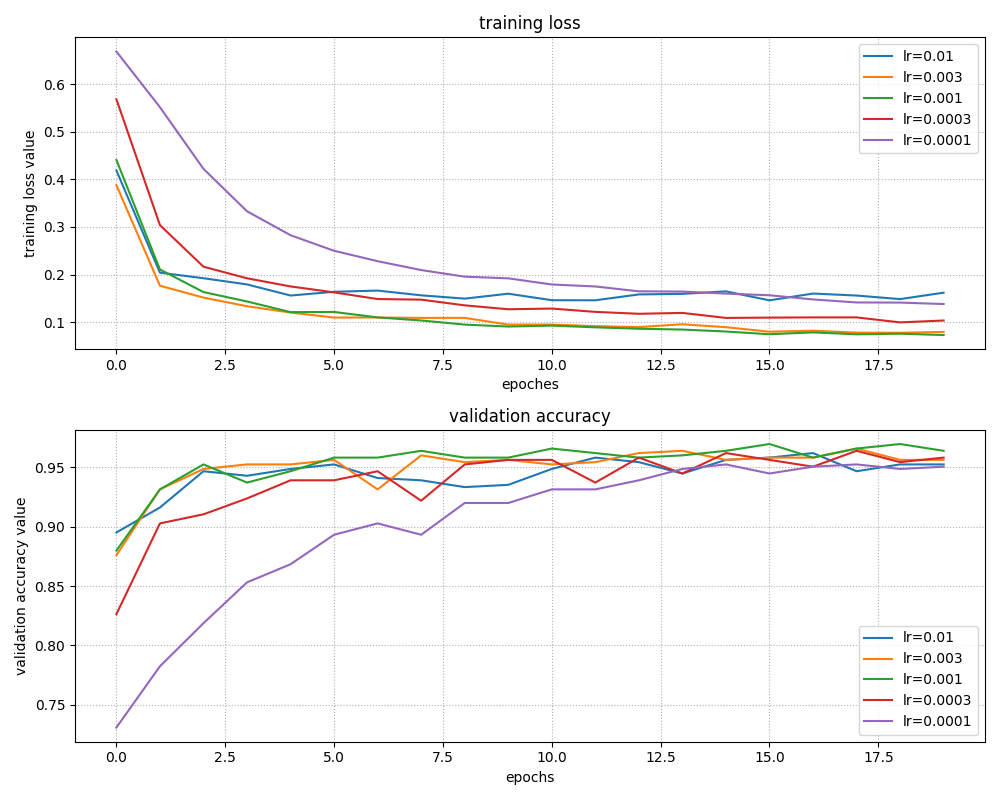 training loss
training loss value
0.6
0.5
0.4
0.3
0.2
0.1
lr=0.01
lr=0.003
lr=0.001
lr=0.0003
lr=0.0001
0.0 2.5 5.0 7.5 10.0 12.5 15.0 17.5
epoches
validation accuracy
validation accuracy value
0.95
0.90
0.85
0.80
0.75
lr=0.01
lr=0.003
lr=0.001
lr=0.0003
lr=0.0001
0.0 2.5 5.0 7.5 10.0 12.5 15.0 17.5
epochs